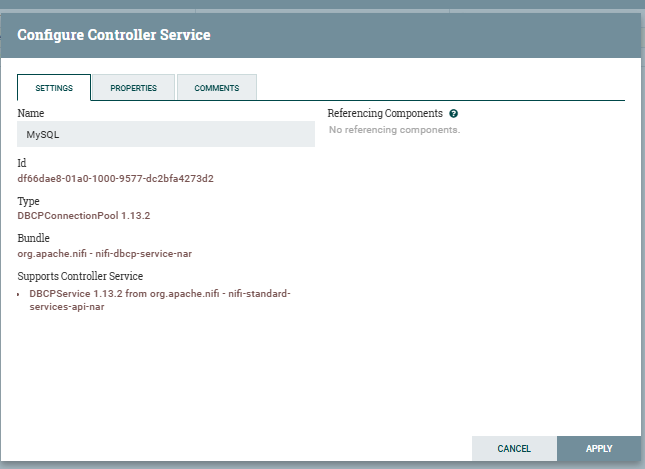 Configure Controller Service
SETTINGS
PROPERTIES
COMMENTS
Name
Referencing Components
MySQL
No referencing components.
Id
df66dae8-01a0-1000-9577-dc2bfa4273d2
Type
DBCPConnectionPool 1.13.2
Bundle
org.apache.nifi - nifi-dbcp-service-nar
Supports Controller Service
• DBCPService 1.13.2 from org.apache.nifi - nifi-standard-
services-api-nar
CANCEL
APPLY